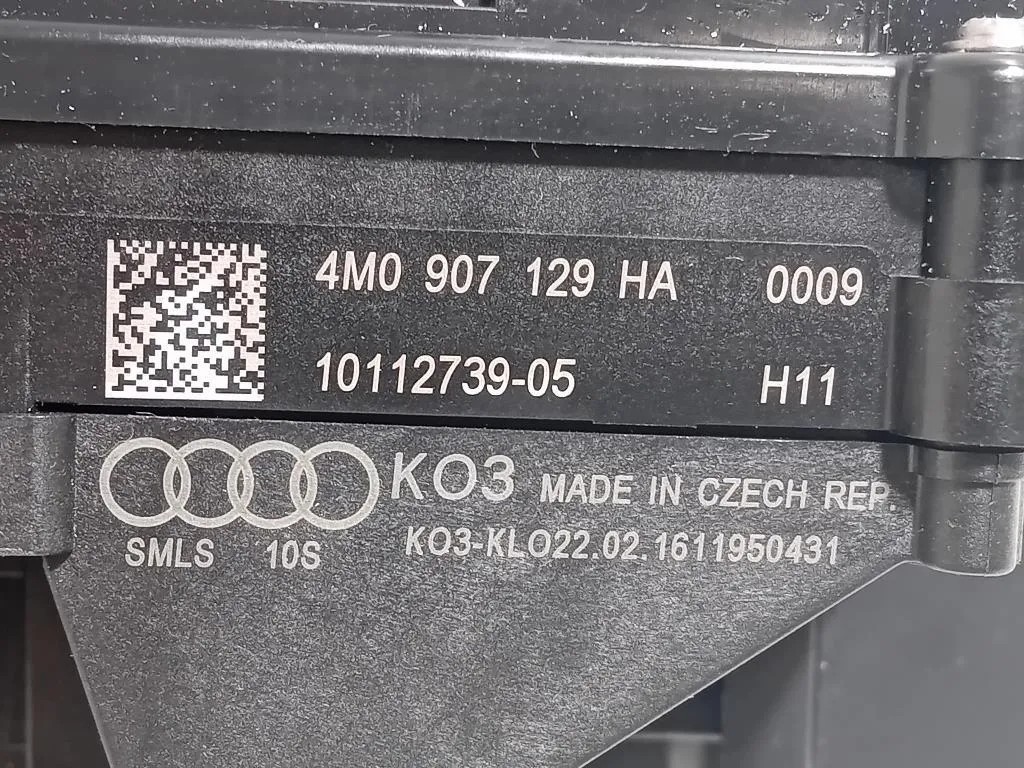 4M0 907 129 HA 0009
10112739-05 H11
KO3 MADE IN CZECH REP.
SMLS 10S KO3-KLO22.02.1611950431